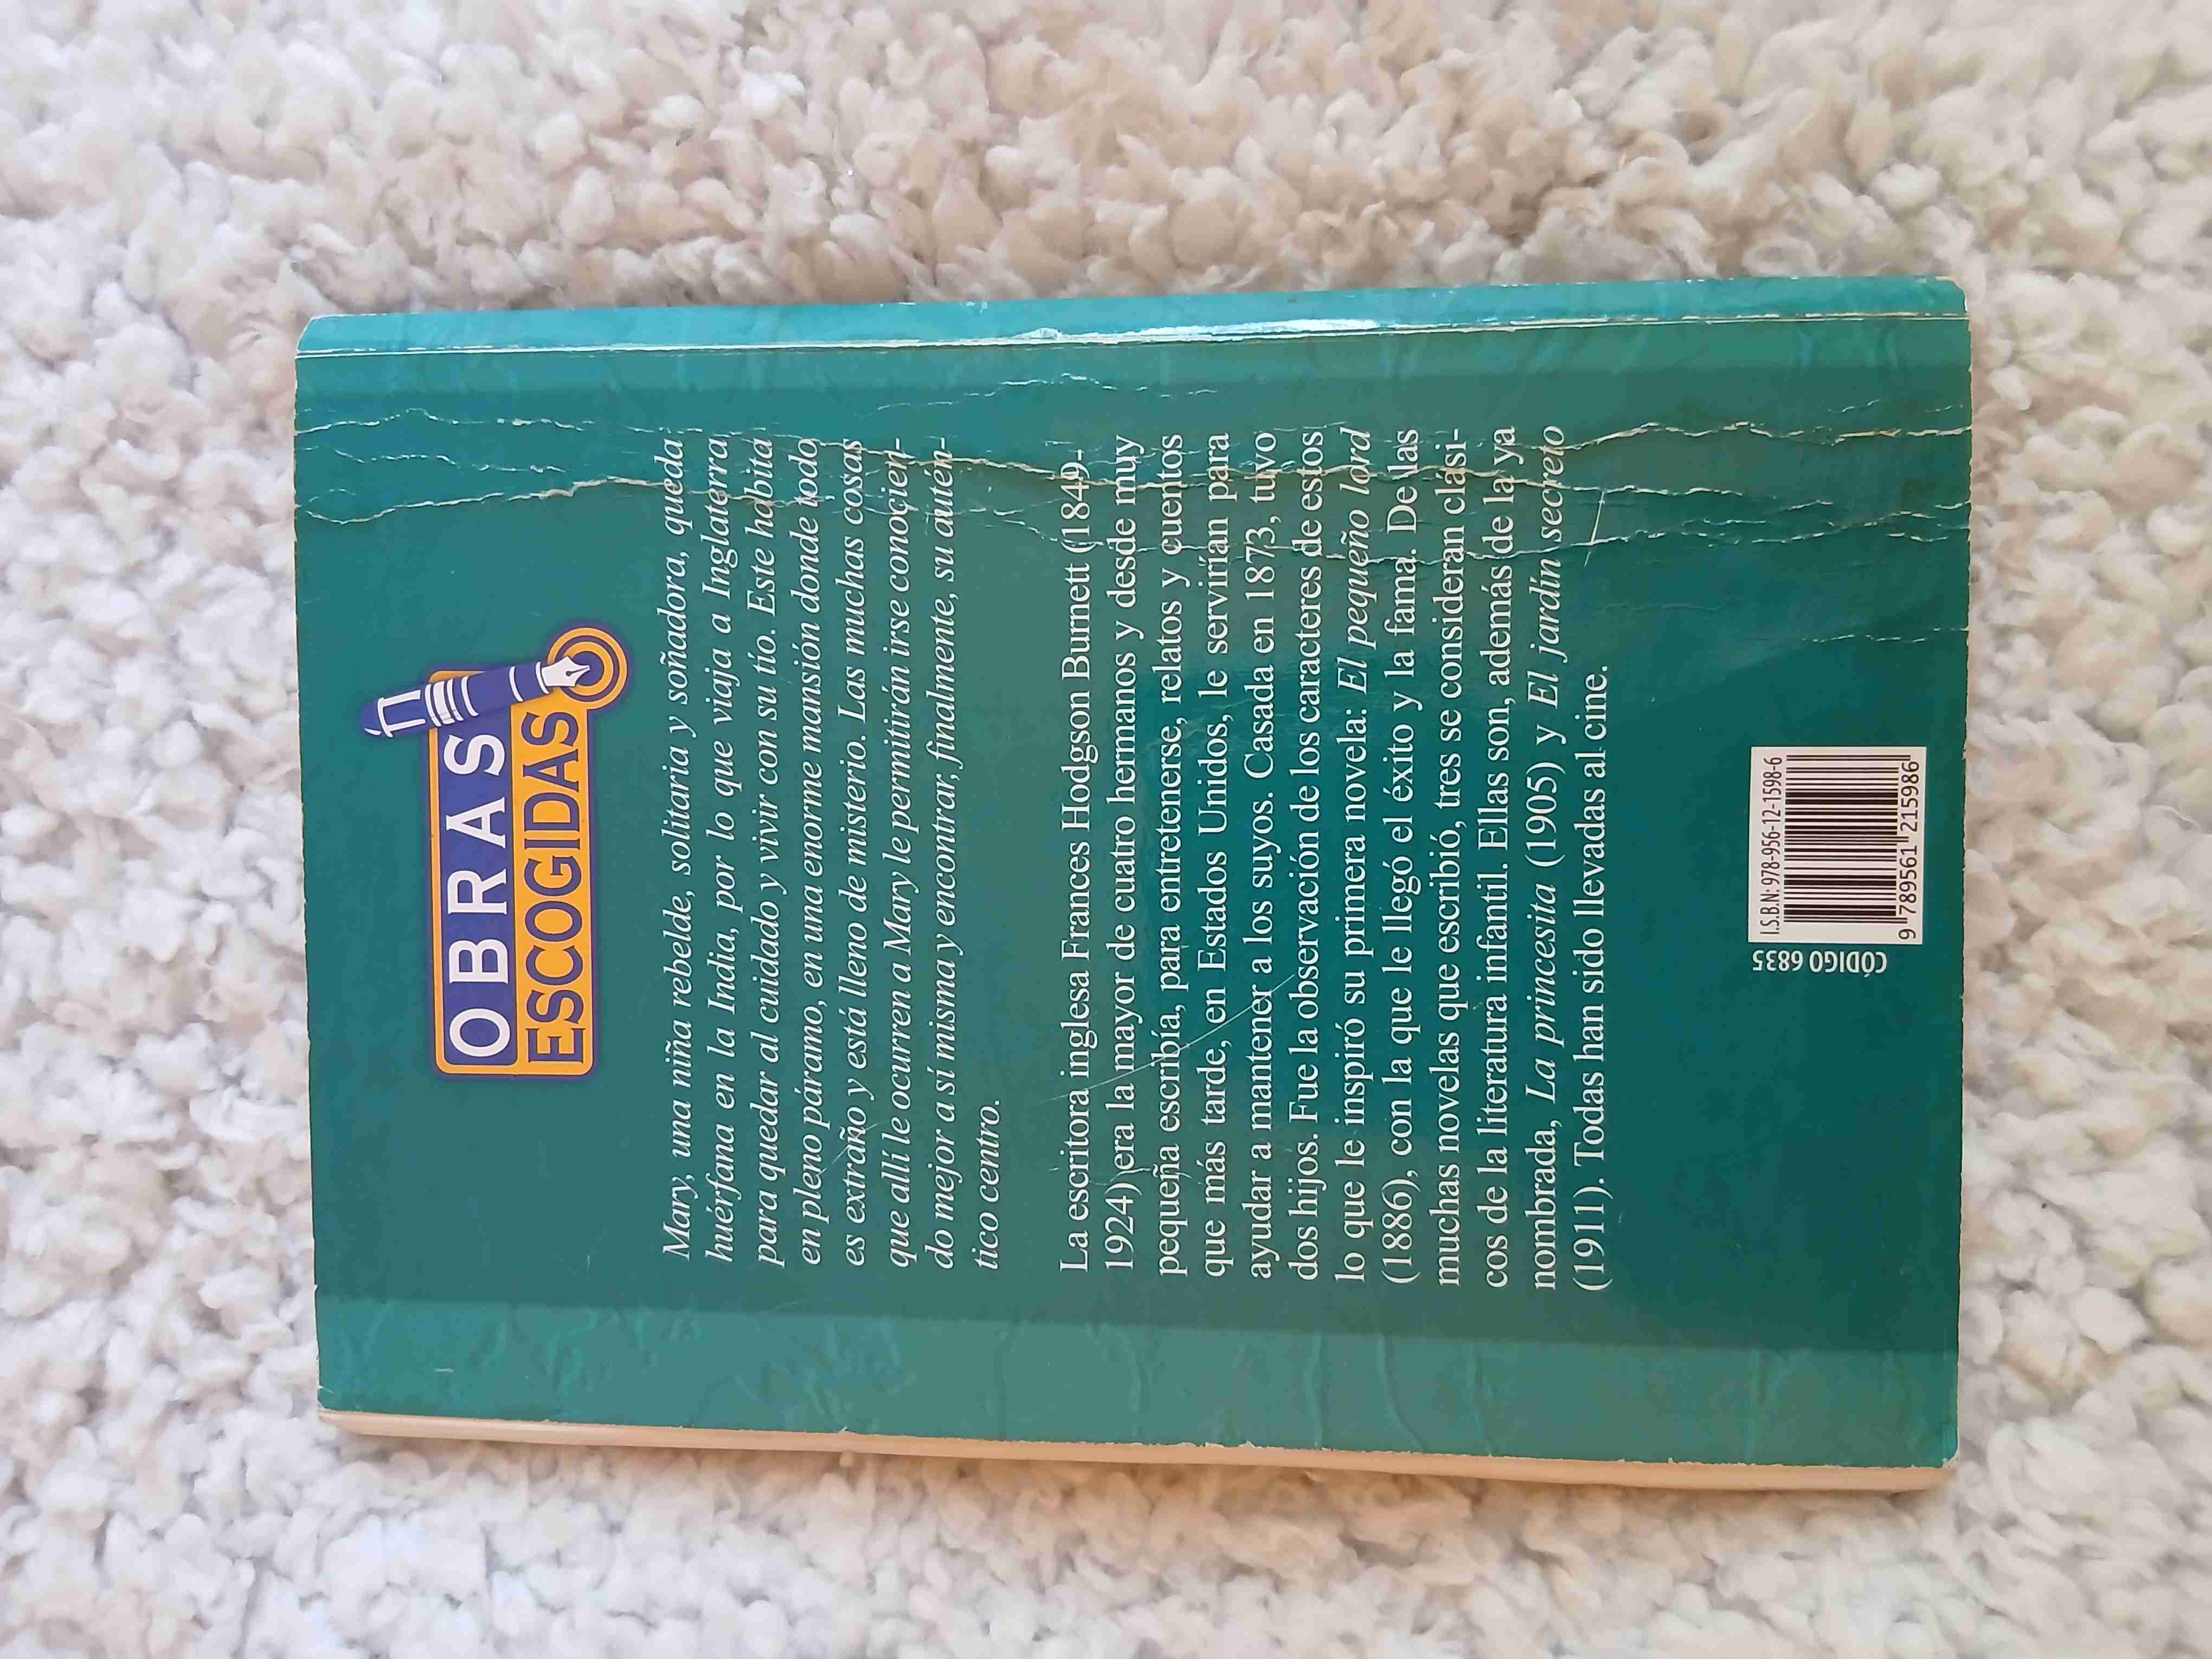 OBRAS
ESCOGIDAS
Mary, una niña rebelde, solitaria y soñadora, queda
huérfana en la India, por lo que viaja a Inglaterra
para quedar al cuidado y vivir con su tío. Este habita
en pleno páramo, en una enorme mansión donde todo
es extraño y está lleno de misterio. Las muchas cosas
que allí le ocurren a Mary le permitirán irse conocien-
do mejor a sí misma y encontrar, finalmente, su autén-
tico centro.
La escritora inglesa Frances Hodgson Burnett (1849-
1924) era la mayor de cuatro hermanos y desde muy
pequeña escribía, para entretenerse, relatos y cuentos
que más tarde, en Estados Unidos, le servirían para
ayudar a mantener a los suyos. Casada en 1873, tuvo
dos hijos. Fue la observación de los caracteres de estos
lo que le inspiró su primera novela: El pequeño lord
(1886), con la que le llegó el éxito y la fama. De las
muchas novelas que escribió, tres se consideran clási-
cos de la literatura infantil. Ellas son, además de la ya
nombrada, La princesita (1905) y El jardín secreto
(1911). Todas han sido llevadas al cine.
CÓDIGO 6835
I.S.B.N: 978-956-12-1598-6
9 789561 215986